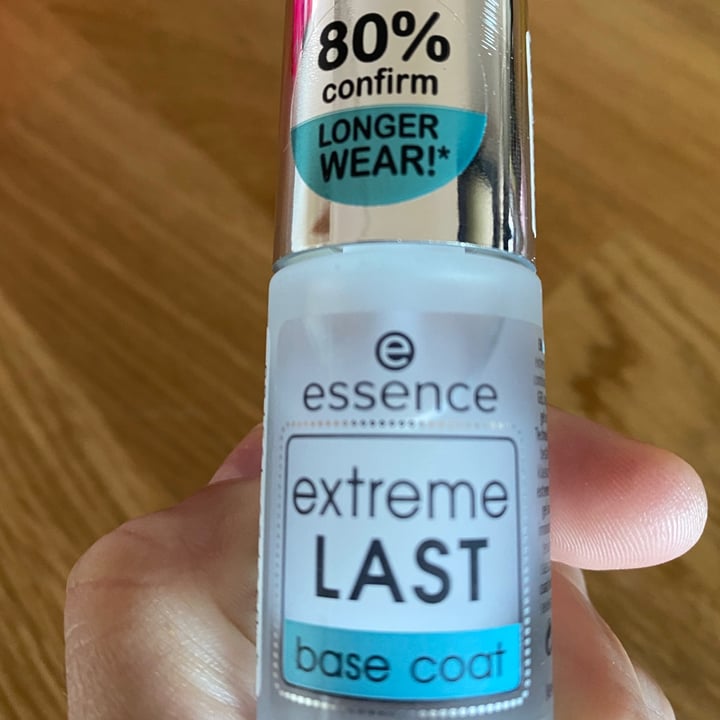 80%
confirm
LONGER
WEAR!*
e
essence
extreme
LAST
base coat